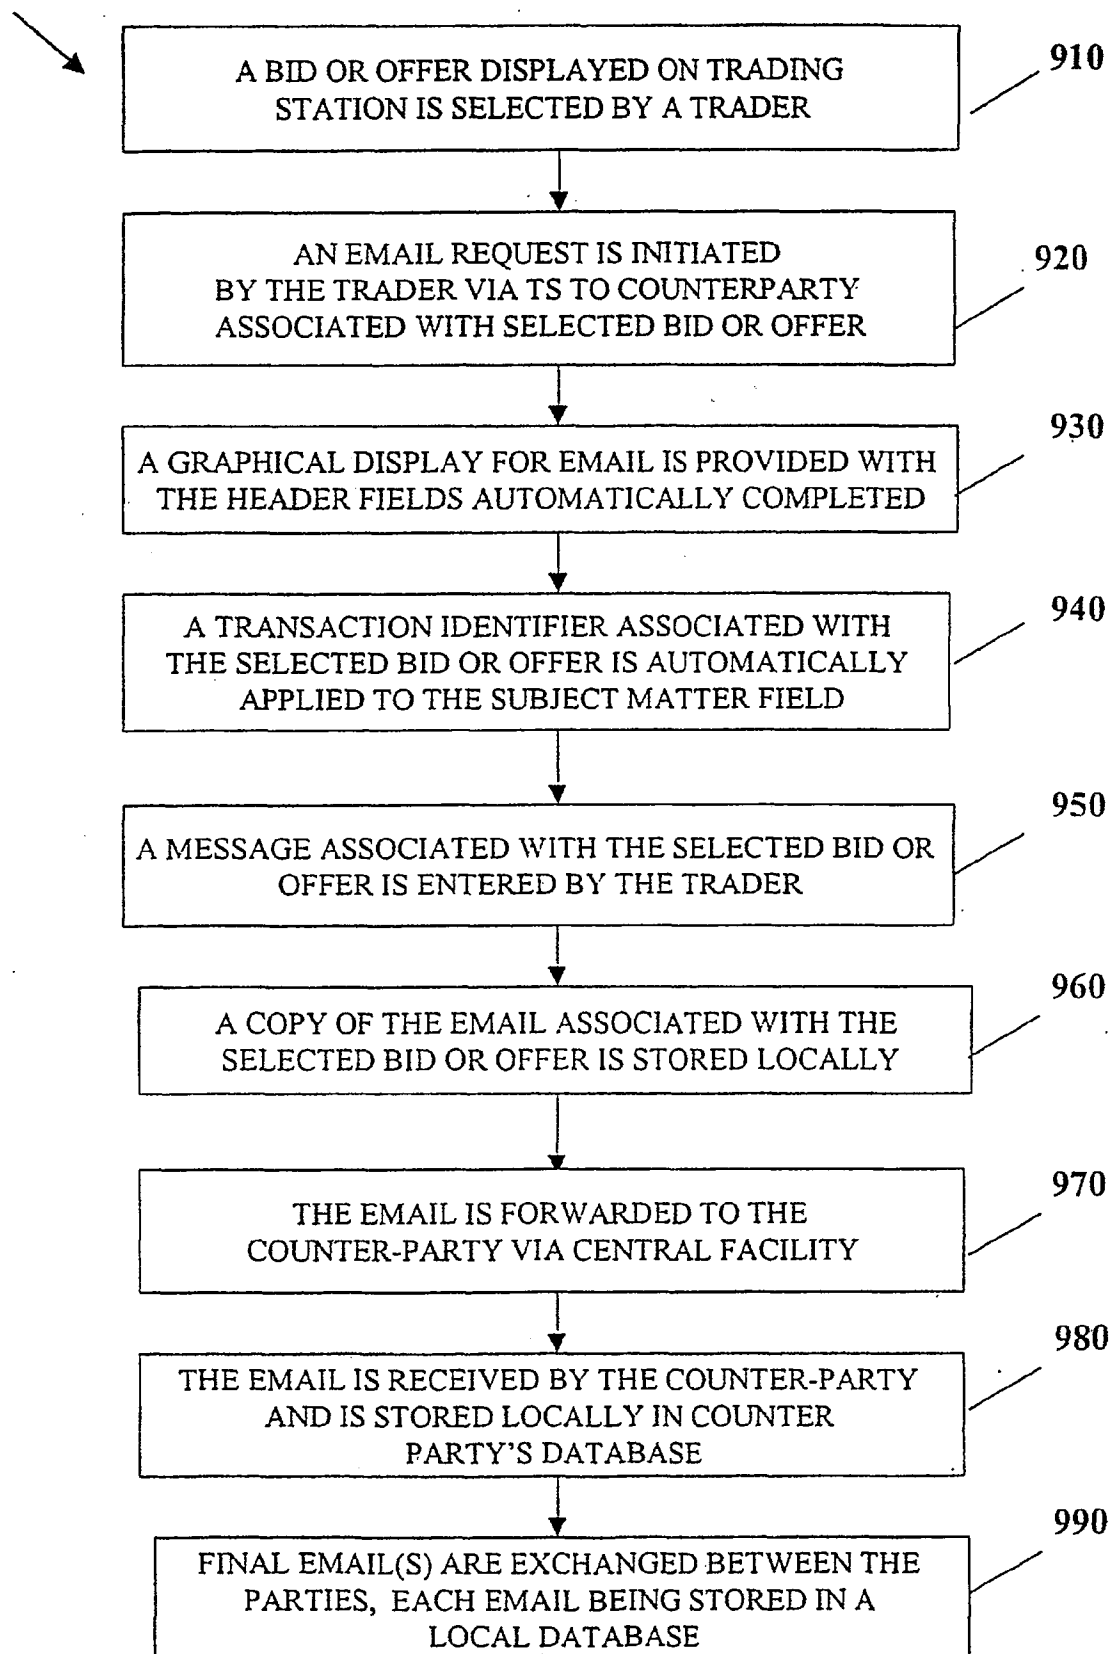 A BID OR OFFER DISPLAYED ON TRADING
STATION IS SELECTED BY A TRADER
910
AN EMAIL REQUEST IS INITIATED
BY THE TRADER VIA TS TO COUNTERPARTY
ASSOCIATED WITH SELECTED BID OR OFFER
920
A GRAPHICAL DISPLAY FOR EMAIL IS PROVIDED WITH
THE HEADER FIELDS AUTOMATICALLY COMPLETED
930
A TRANSACTION IDENTIFIER ASSOCIATED WITH
THE SELECTED BID OR OFFER IS AUTOMATICALLY
APPLIED TO THE SUBJECT MATTER FIELD
940
A MESSAGE ASSOCIATED WITH THE SELECTED BID OR
OFFER IS ENTERED BY THE TRADER
950
A COPY OF THE EMAIL ASSOCIATED WITH THE
SELECTED BID OR OFFER IS STORED LOCALLY
960
THE EMAIL IS FORWARDED TO THE
COUNTER-PARTY VIA CENTRAL FACILITY
970
THE EMAIL IS RECEIVED BY THE COUNTER-PARTY
AND IS STORED LOCALLY IN COUNTER
PARTY'S DATABASE
980
FINAL EMAIL(S) ARE EXCHANGED BETWEEN THE
PARTIES, EACH EMAIL BEING STORED IN A
LOCAL DATABASE
990